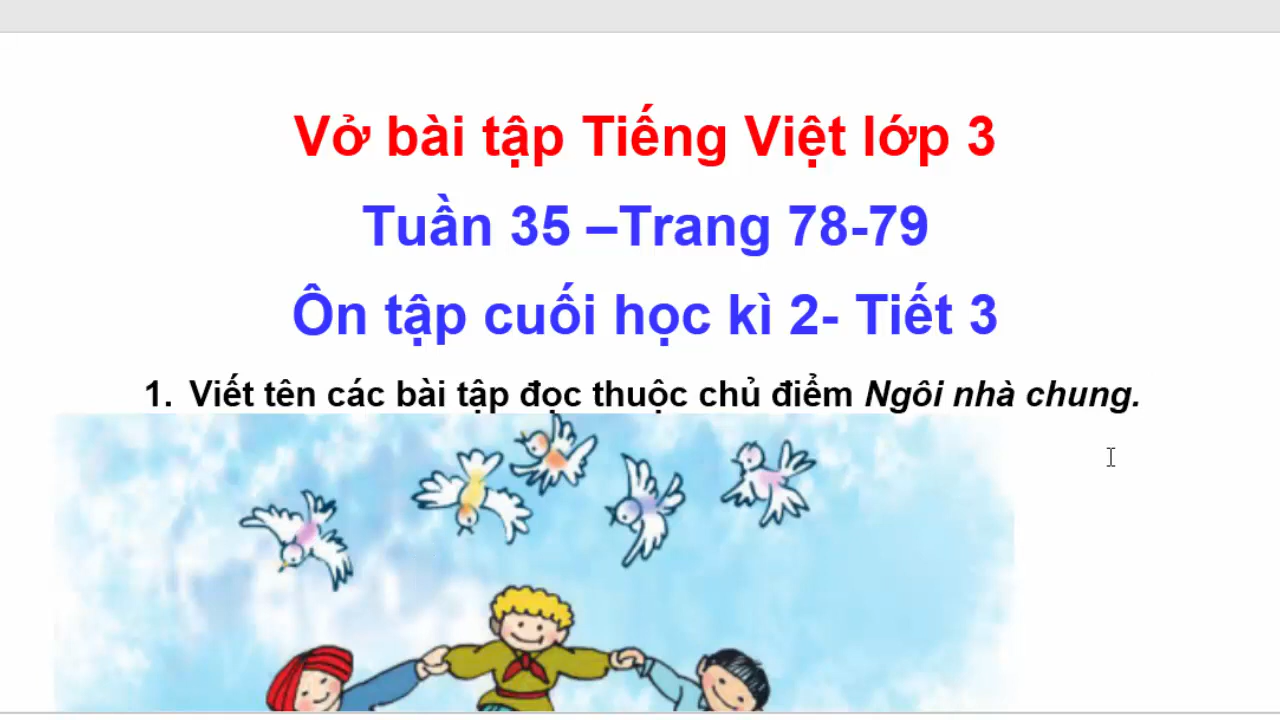 Vở bài tập Tiếng Việt lớp 3
Tuần 35 –Trang 78-79
Ôn tập cuối học kì 2- Tiết 3
1. Viết tên các bài tập đọc thuộc chủ điểm Ngôi nhà chung.